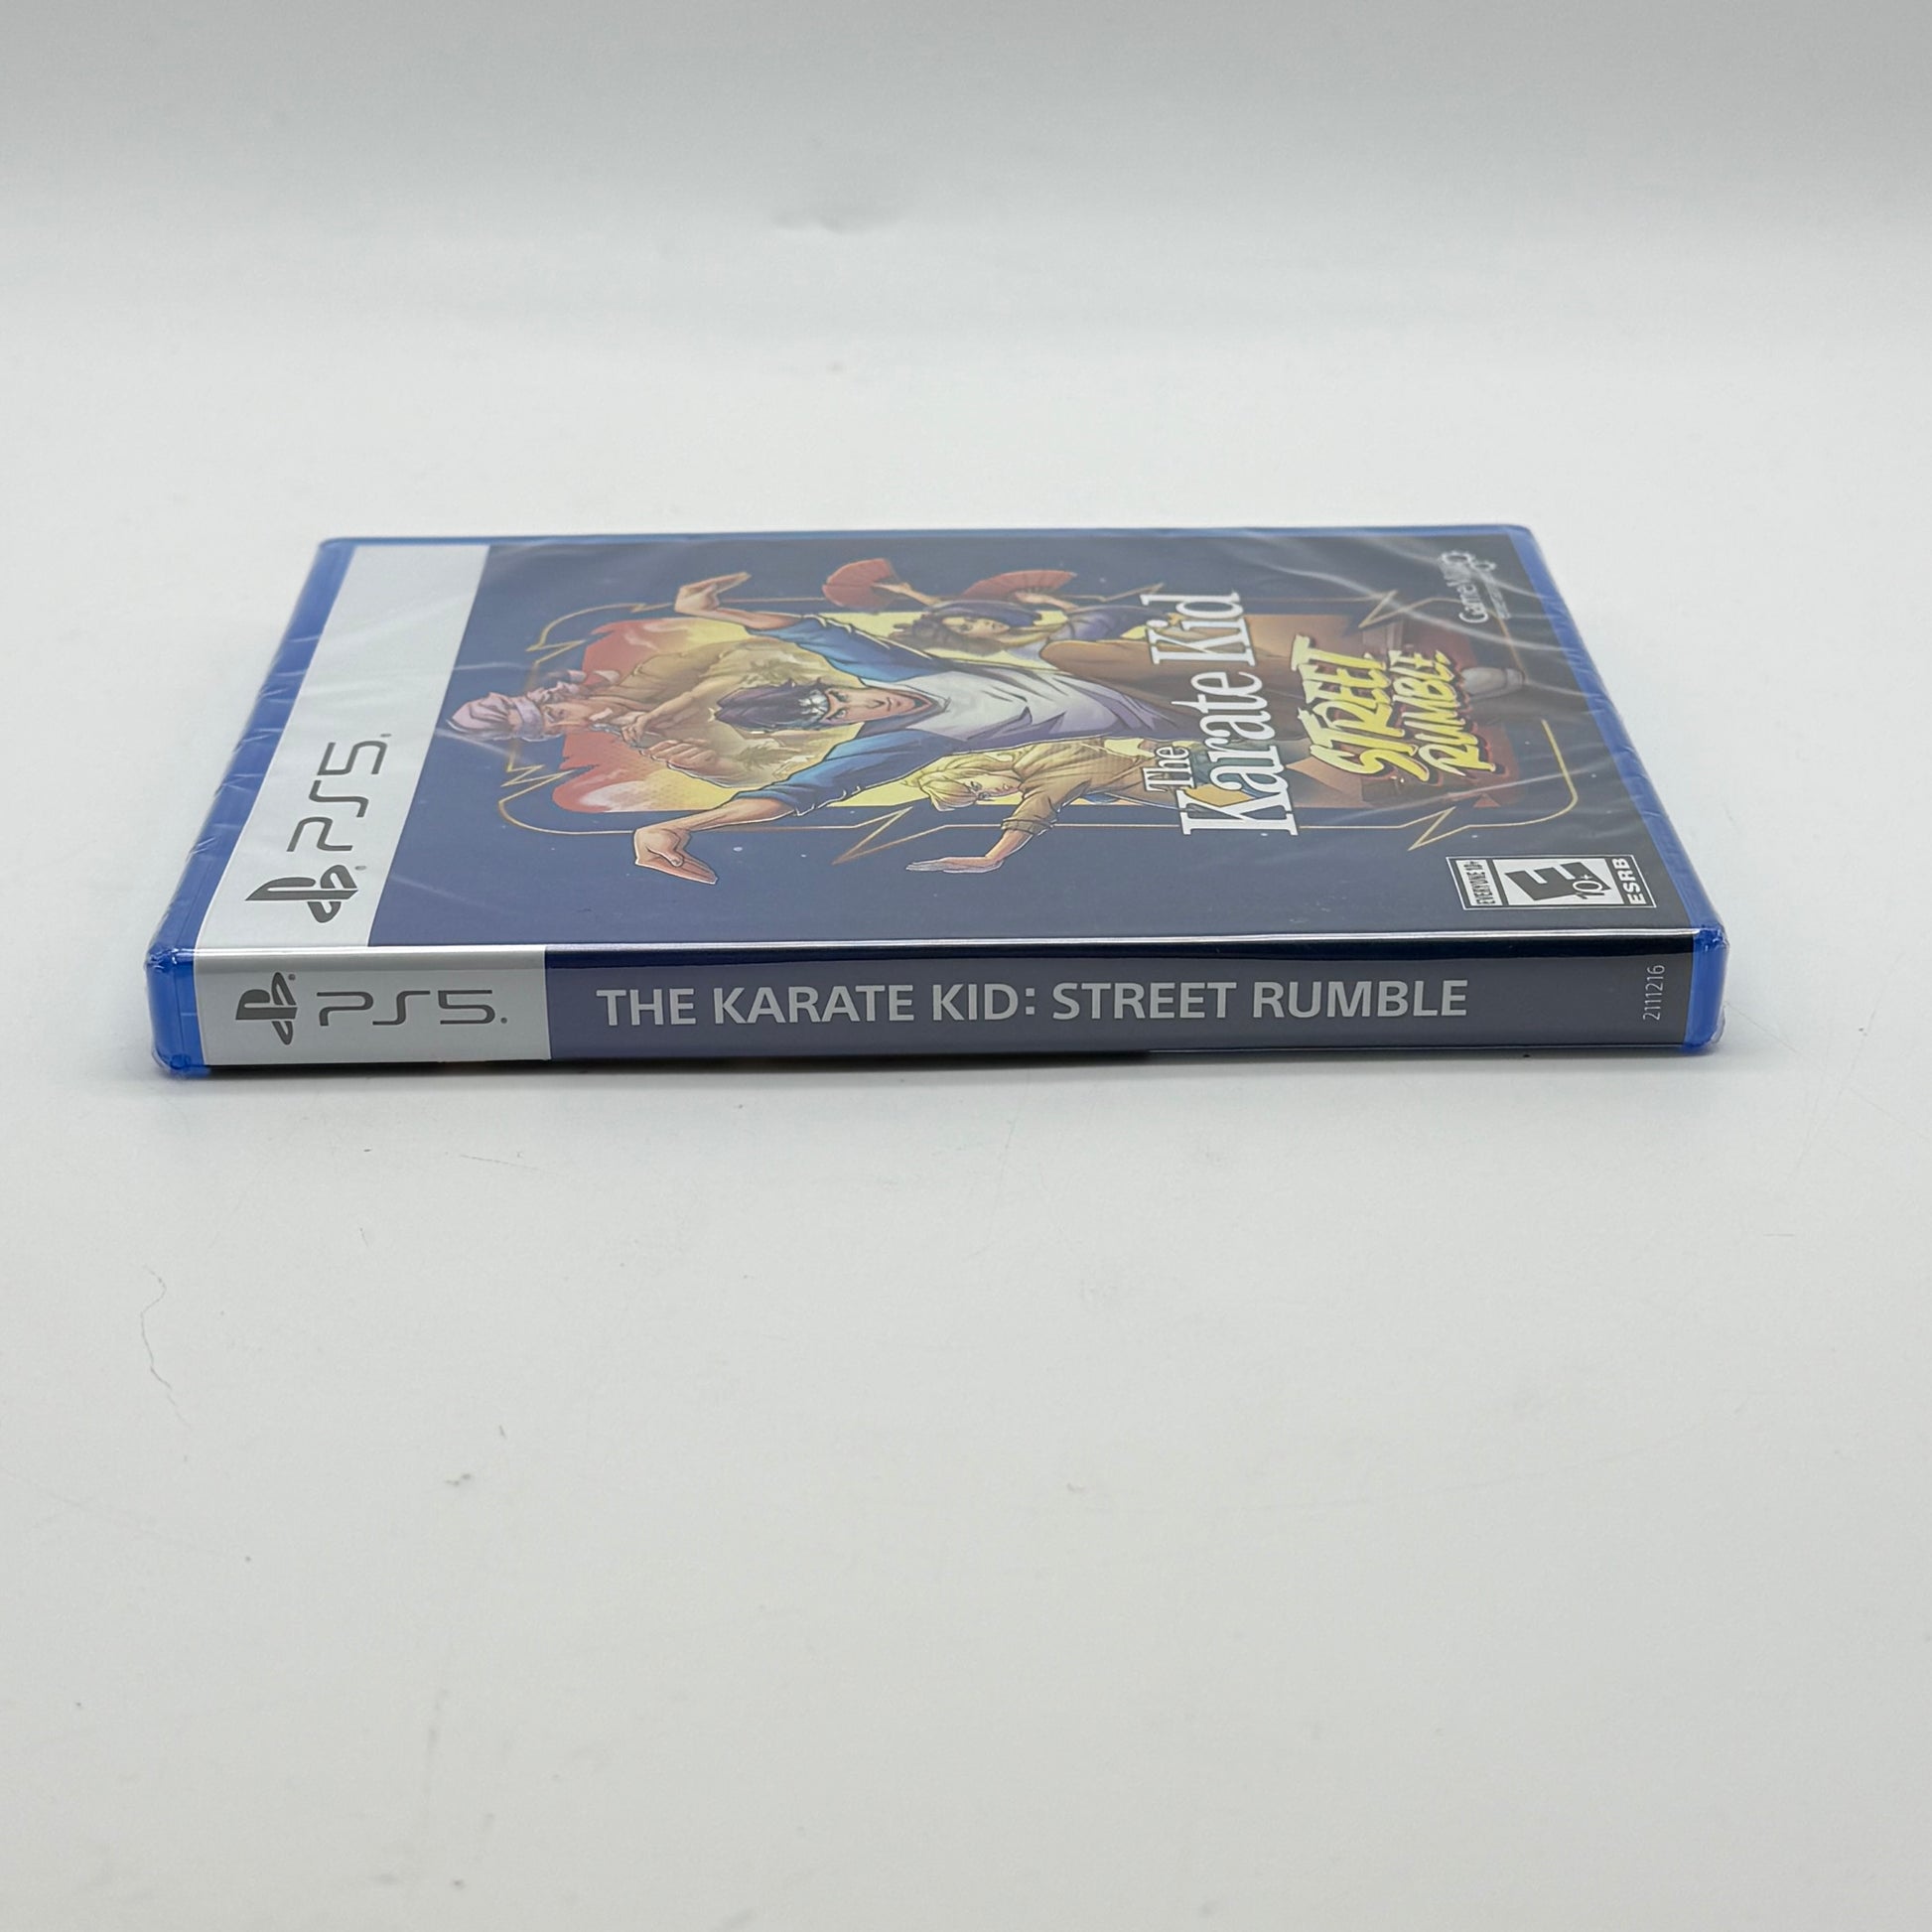 PS5
The
Karate Kid
STREET
RUMBLE
EVERYONE 10+
E
10+
ESRB
PS5
THE KARATE KID: STREET RUMBLE
2111216